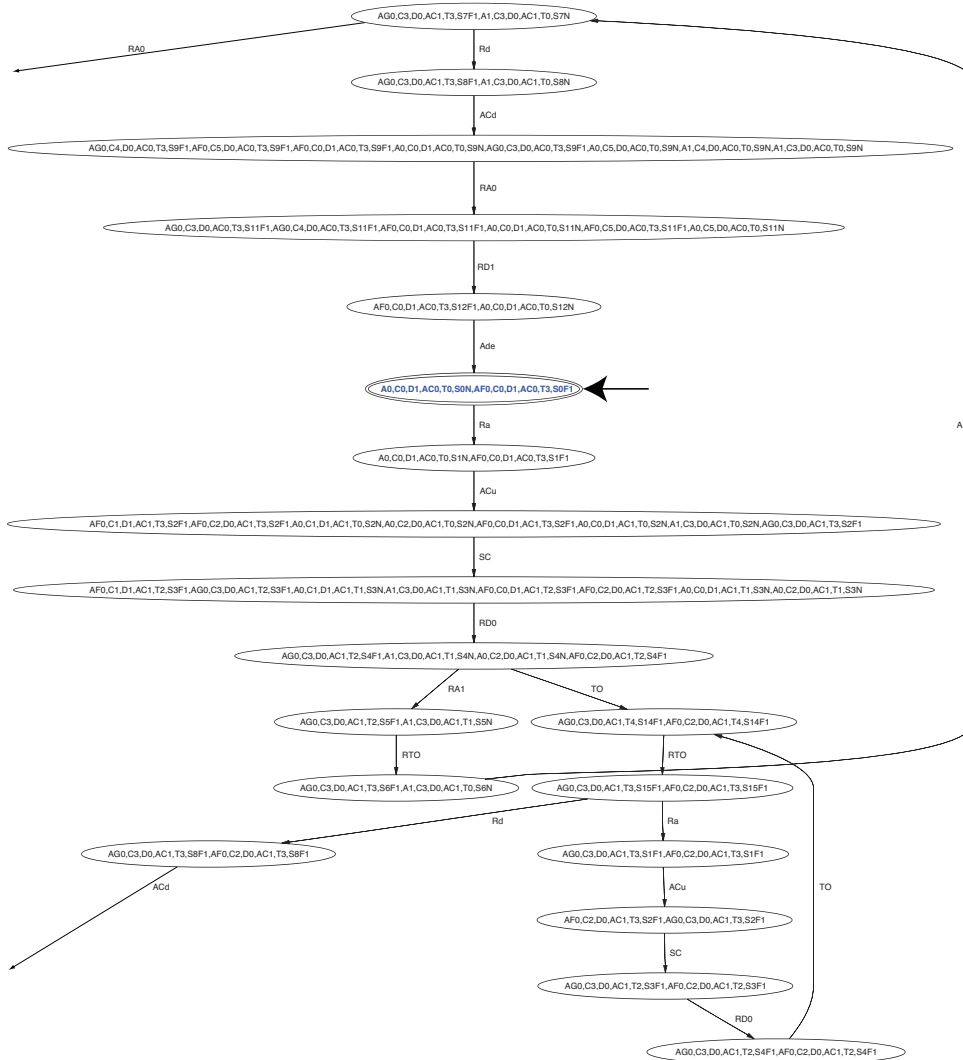 AG0,C3,D0,AC1,T3,S7F1,A1,C3,D0,AC1,T0,S7N
RA0
Rd
AG0,C3,D0,AC1,T3,S8F1,A1,C3,D0,AC1,T0,S8N
ACd
AG0,C4,D0,AC0,T3,S9F1,AF0,C5,D0,AC0,T3,S9F1,AF0,C0,D1,AC0,T3,S9F1,A0,C0,D1,AC0,T0,S9N,AG0,C3,D0,AC0,T3,S9F1,A0,C5,D0,AC0,T0,S9N,A1,C4,D0,AC0,T0,S9N,A1,C3,D0,AC0,T0,S9N
RA0
AG0,C3,D0,AC0,T3,S11F1,AG0,C4,D0,AC0,T3,S11F1,AF0,C0,D1,AC0,T3,S11F1,A0,C0,D1,AC0,T0,S11N,AF0,C5,D0,AC0,T3,S11F1,A0,C5,D0,AC0,T0,S11N
RD1
AF0,C0,D1,AC0,T3,S12F1,A0,C0,D1,AC0,T0,S12N
Ade
A0,C0,D1,AC0,T0,S0N,AF0,C0,D1,AC0,T3,S0F1
Ra
A
A0,C0,D1,AC0,T0,S1N,AF0,C0,D1,AC0,T3,S1F1
ACu
AF0,C1,D1,AC1,T3,S2F1,AF0,C2,D0,AC1,T3,S2F1,A0,C1,D1,AC1,T0,S2N,A0,C2,D0,AC1,T0,S2N,AF0,C0,D1,AC1,T3,S2F1,A0,C0,D1,AC1,T0,S2N,A1,C3,D0,AC1,T0,S2N,AG0,C3,D0,AC1,T3,S2F1
SC
AF0,C1,D1,AC1,T2,S3F1,AG0,C3,D0,AC1,T2,S3F1,A0,C1,D1,AC1,T1,S3N,A1,C3,D0,AC1,T1,S3N,AF0,C0,D1,AC1,T2,S3F1,AF0,C2,D0,AC1,T2,S3F1,A0,C0,D1,AC1,T1,S3N,A0,C2,D0,AC1,T1,S3N
RD0
AG0,C3,D0,AC1,T2,S4F1,A1,C3,D0,AC1,T1,S4N,A0,C2,D0,AC1,T1,S4N,AF0,C2,D0,AC1,T2,S4F1
RA1
TO
AG0,C3,D0,AC1,T2,S5F1,A1,C3,D0,AC1,T1,S5N
AG0,C3,D0,AC1,T4,S14F1,AF0,C2,D0,AC1,T4,S14F1
RTO
RTO
AG0,C3,D0,AC1,T3,S6F1,A1,C3,D0,AC1,T0,S6N
AG0,C3,D0,AC1,T3,S15F1,AF0,C2,D0,AC1,T3,S15F1
Rd
Ra
AG0,C3,D0,AC1,T3,S8F1,AF0,C2,D0,AC1,T3,S8F1
AG0,C3,D0,AC1,T3,S1F1,AF0,C2,D0,AC1,T3,S1F1
ACd
ACu
TO
AF0,C2,D0,AC1,T3,S2F1,AG0,C3,D0,AC1,T3,S2F1
SC
AG0,C3,D0,AC1,T2,S3F1,AF0,C2,D0,AC1,T2,S3F1
RD0
AG0,C3,D0,AC1,T2,S4F1,AF0,C2,D0,AC1,T2,S4F1